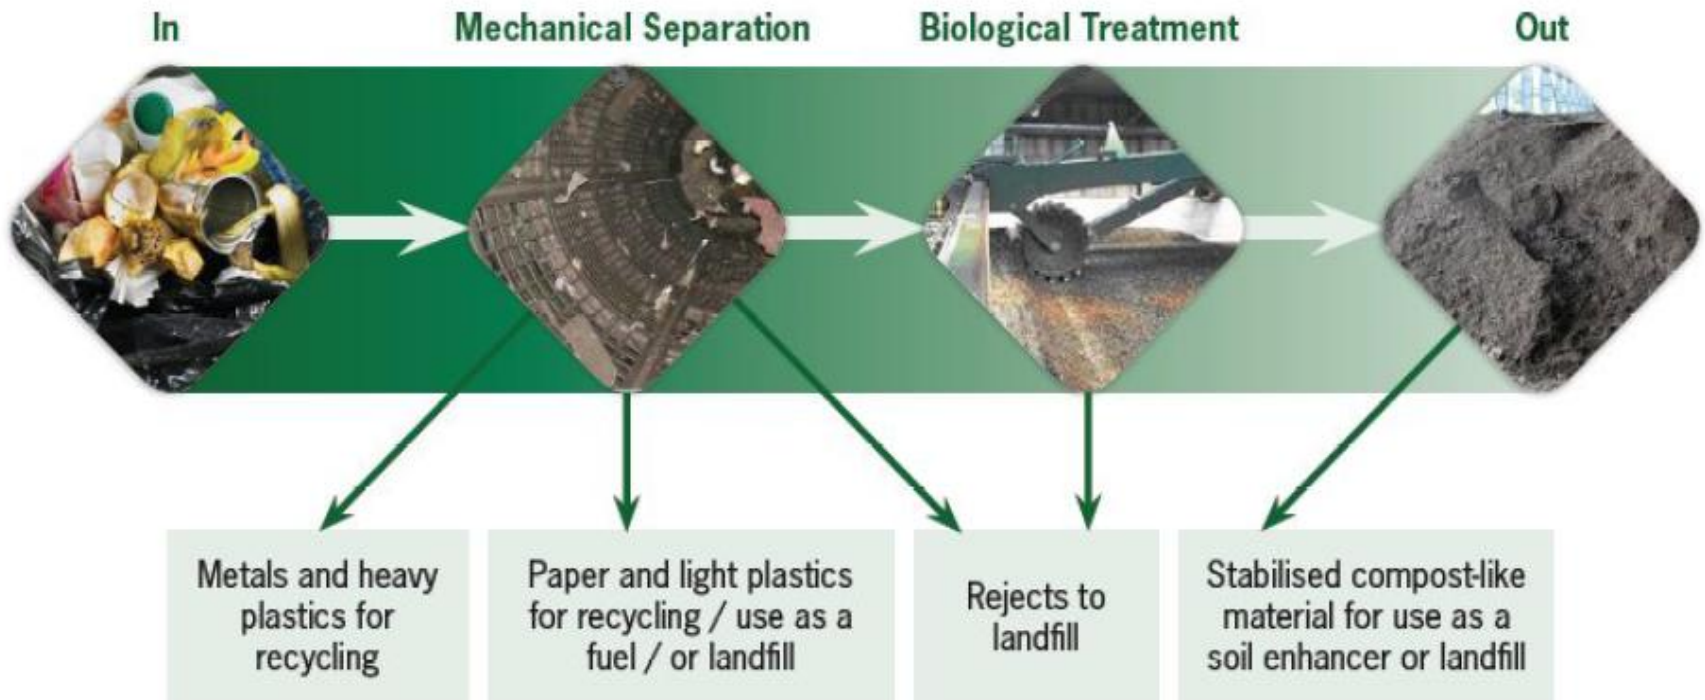 In
Mechanical Separation
Biological Treatment
Out
Metals and heavy
plastics for
recycling
Paper and light plastics
for recycling / use as a
fuel / or landfill
Rejects to
landfill
Stabilised compost-like
material for use as a
soil enhancer or landfill